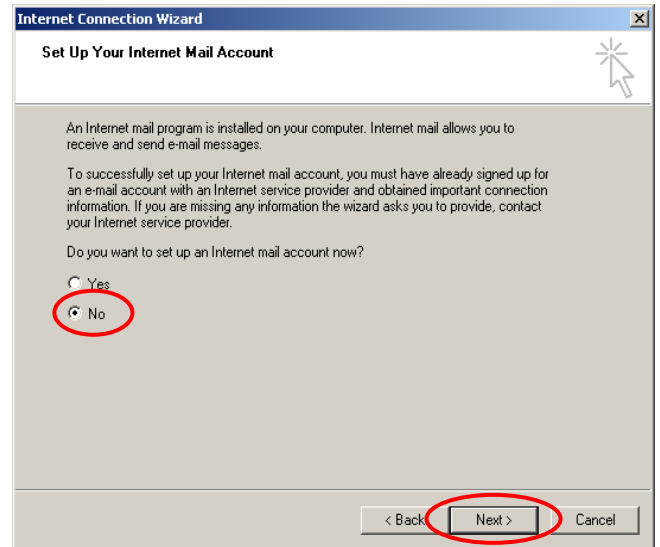 Internet Connection Wizard
Set Up Your Internet Mail Account
An Internet mail program is installed on your computer. Internet mail allows you to
receive and send e-mail messages.
To successfully set up your Internet mail account, you must have already signed up for
an e-mail account with an Internet service provider and obtained important connection
information. If you are missing any information the wizard asks you to provide, contact
your Internet service provider.
Do you want to set up an Internet mail account now?
Yes
No
< Back Next > Cancel